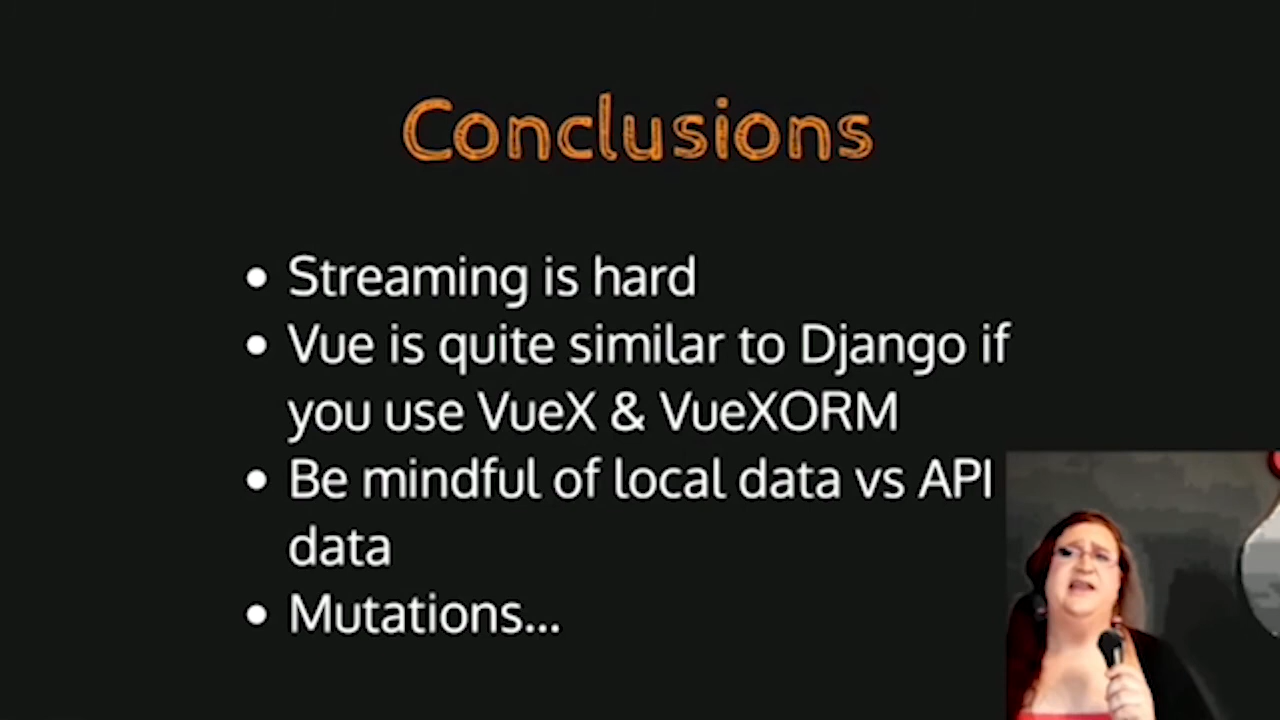 Conclusions
• Streaming is hard
• Vue is quite similar to Django if
you use VueX & VueXORM
• Be mindful of local data vs API
data
• Mutations...